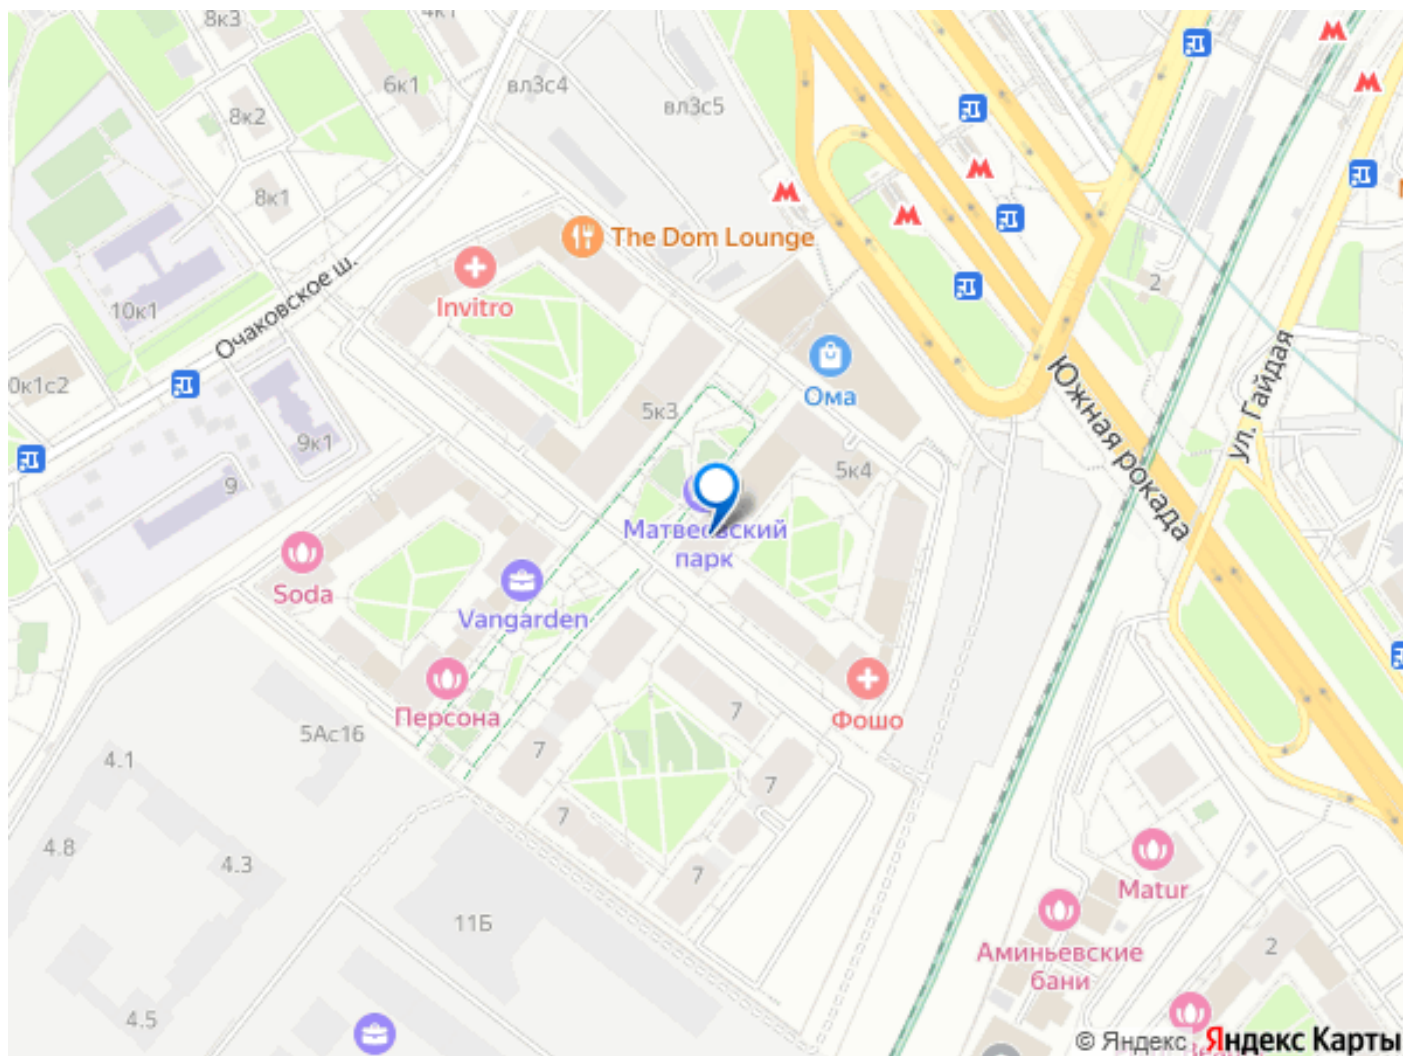 8к3
4к1
6к1
вл3с4
вл3с5
8к2
8к1
The Dom Lounge
Invitro
10к1
Очаковское ш.
2
0к1с2
5к3
Ома
Южная рокада
ул. Гайдая
9к1
5к4
9
Матвеевский
парк
Soda
Vangarden
Персона
7
Фошо
5Ас16
4.1
7
7
7
4.8
4.3
7
Matur
11Б
Аминьевские
бани
2
4.5
© Яндекс Яндекс Карты